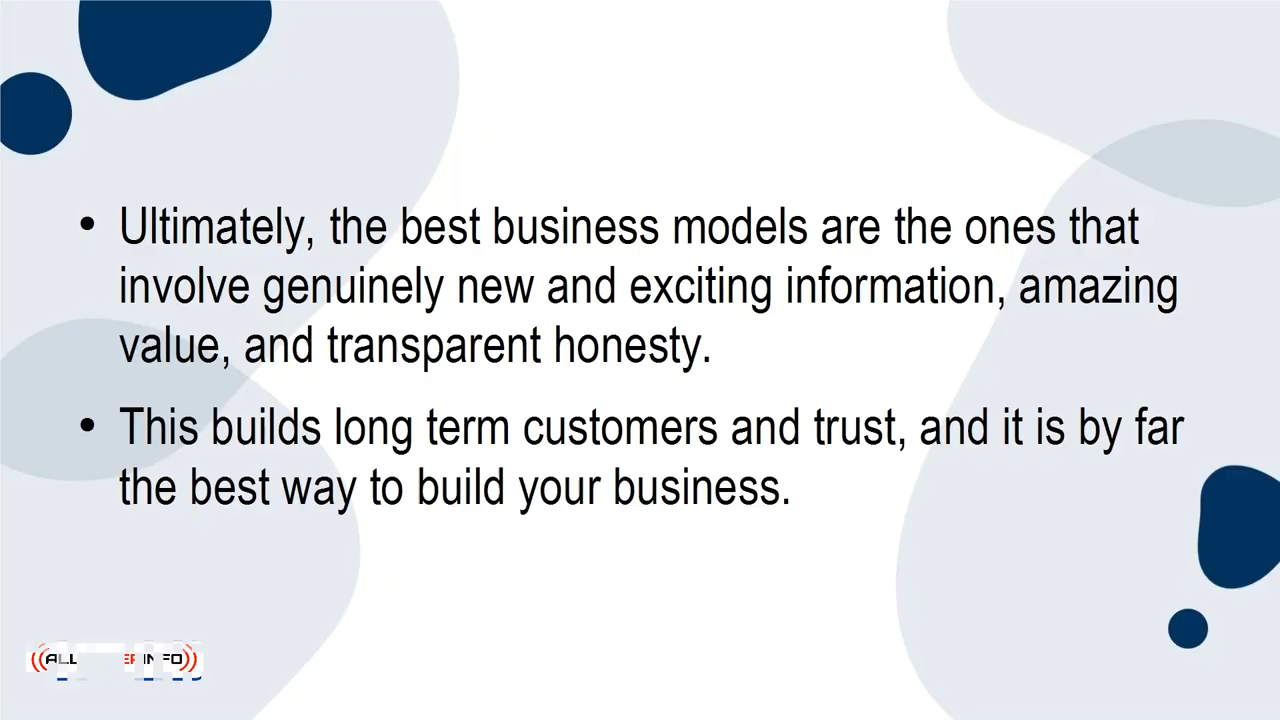 • Ultimately, the best business models are the ones that
involve genuinely new and exciting information, amazing
value, and transparent honesty.
• This builds long term customers and trust, and it is by far
the best way to build your business.